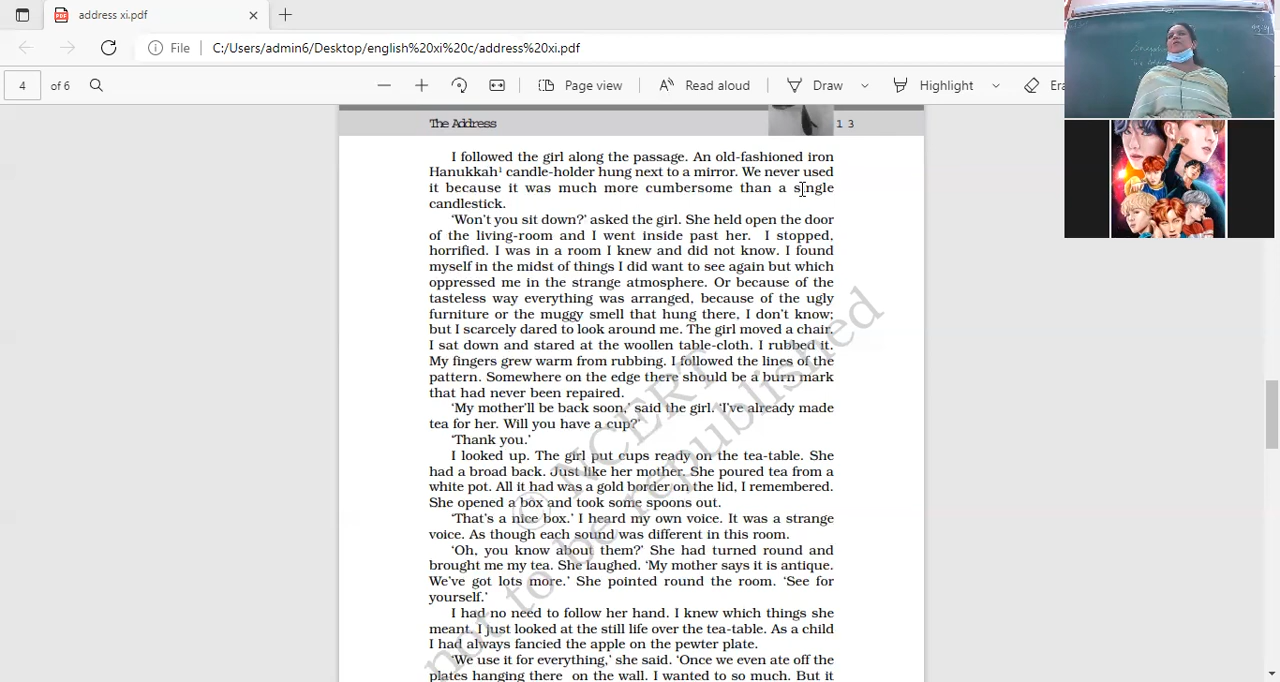 address xi.pdf
File
C:/Users/admin6/Desktop/english%20xi%20c/address%20xi.pdf
4 of 6
Page view
Read aloud
Draw
Highlight
The Address
1 3
I followed the girl along the passage. An old-fashioned iron
Hanukkah¹ candle-holder hung next to a mirror. We never used
it because it was much more cumbersome than a single
candlestick.
‘Won’t you sit down?’ asked the girl. She held open the door
of the living-room and I went inside past her. I stopped,
horrified. I was in a room I knew and did not know. I found
myself in the midst of things I did want to see again but which
oppressed me in the strange atmosphere. Or because of the
tasteless way everything was arranged, because of the ugly
furniture or the muggy smell that hung there, I don’t know;
but I scarcely dared to look around me. The girl moved a chair.
I sat down and stared at the woollen table-cloth. I rubbed it.
My fingers grew warm from rubbing. I followed the lines of the
pattern. Somewhere on the edge there should be a burn mark
that had never been repaired.
‘My mother’ll be back soon,’ said the girl. ‘I’ve already made
tea for her. Will you have a cup?’
‘Thank you.’
I looked up. The girl put cups ready on the tea-table. She
had a broad back. Just like her mother. She poured tea from a
white pot. All it had was a gold border on the lid, I remembered.
She opened a box and took some spoons out.
‘That’s a nice box.’ I heard my own voice. It was a strange
voice. As though each sound was different in this room.
‘Oh, you know about them?’ She had turned round and
brought me my tea. She laughed. ‘My mother says it is antique.
We’ve got lots more.’ She pointed round the room. ‘See for
yourself.’
I had no need to follow her hand. I knew which things she
meant. I just looked at the still life over the tea-table. As a child
I had always fancied the apple on the pewter plate.
‘We use it for everything,’ she said. ‘Once we even ate off the
plates hanging there on the wall. I wanted to so much. But it
© NCERT
not to be republished